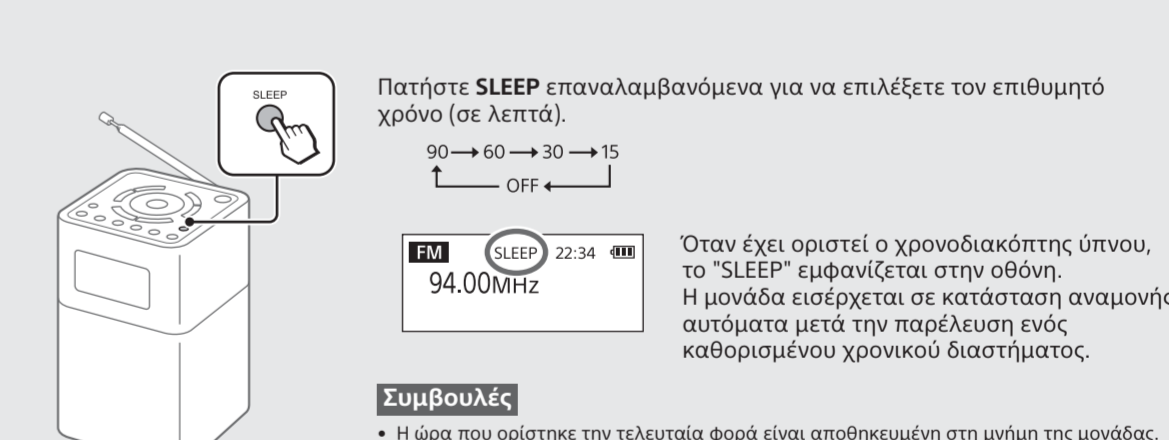 SLEEP
Πατήστε SLEEP επαναλαμβανόμενα για να επιλέξετε τον επιθυμητό
χρόνο (σε λεπτά).
90 → 60 → 30 → 15
OFF
FM SLEEP 22:34
94.00MHz
Όταν έχει οριστεί ο χρονοδιακόπτης ύπνου,
το "SLEEP" εμφανίζεται στην οθόνη.
Η μονάδα εισέρχεται σε κατάσταση αναμονής
αυτόματα μετά την παρέλευση ενός
καθορισμένου χρονικού διαστήματος.
Συμβουλές
• Η ώρα που ορίστηκε την τελευταία φορά είναι αποθηκευμένη στη μνήμη της μονάδας.